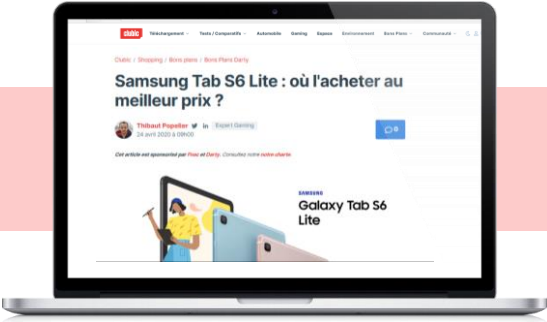 clubic Téléchargement Tests / Comparatifs Automobile Gaming Espace Environnement Bons Plans Communauté
Clubic / Shopping / Bons plans / Bons Plans Darty
Samsung Tab S6 Lite : où l'acheter au
meilleur prix ?
Thibaut Popelier in Expert Gaming
24 avril 2020 à 09h00
0
Cet article est sponsorisé par Fnac et Darty. Consultez notre notre charte
SAMSUNG
Galaxy Tab S6
Lite